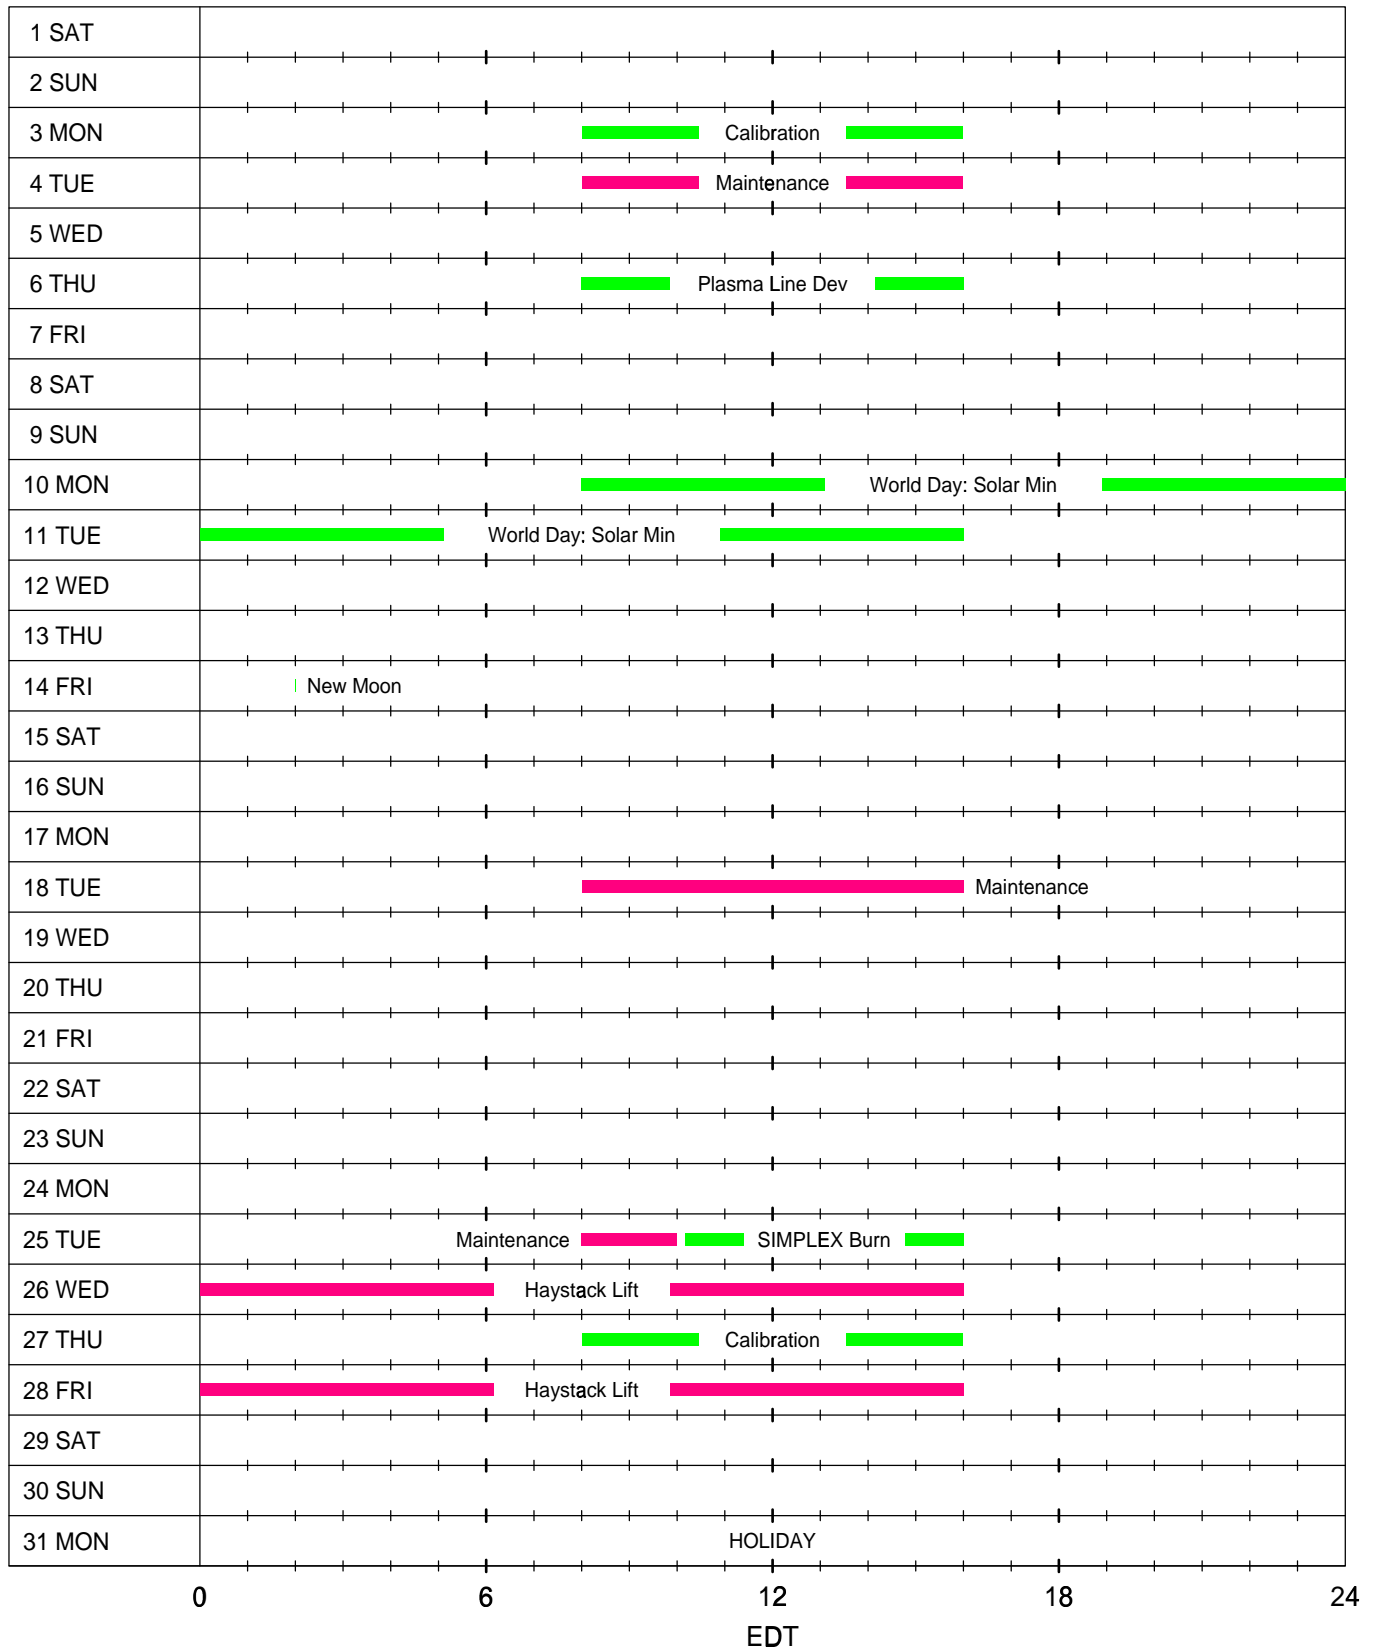 1 SAT
2 SUN
3 MON Calibration
4 TUE Maintenance
5 WED
6 THU Plasma Line Dev
7 FRI
8 SAT
9 SUN
10 MON World Day: Solar Min
11 TUE World Day: Solar Min
12 WED
13 THU
14 FRI New Moon
15 SAT
16 SUN
17 MON
18 TUE Maintenance
19 WED
20 THU
21 FRI
22 SAT
23 SUN
24 MON
25 TUE Maintenance SIMPLEX Burn
26 WED Haystack Lift
27 THU Calibration
28 FRI Haystack Lift
29 SAT
30 SUN
31 MON HOLIDAY
0 6 12 18 24
EDT